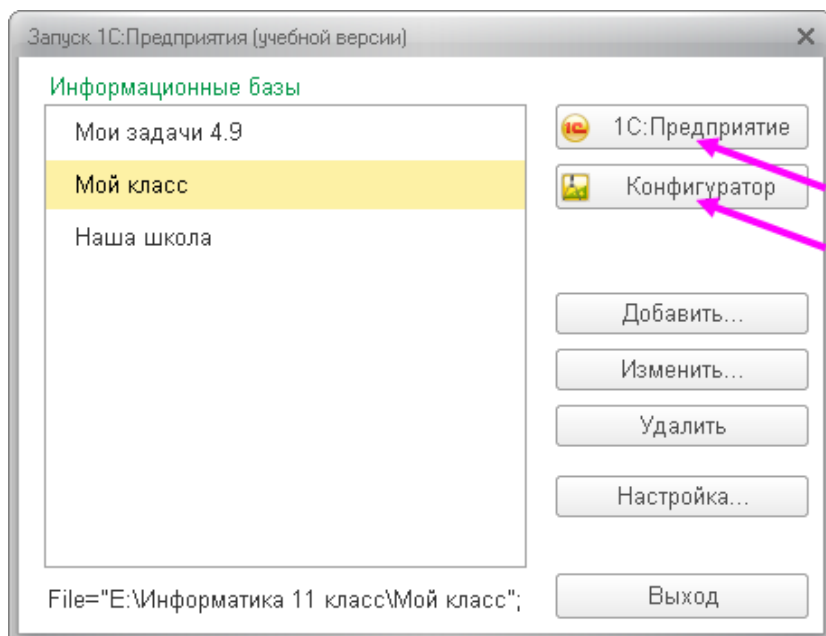 Запуск 1С:Предприятия (учебной версии)
Информационные базы
Мои задачи 4.9
Мой класс
Наша школа
1С:Предприятие
Конфигуратор
Добавить...
Изменить...
Удалить
Настройка...
File="E:\Информатика 11 класс\Мой класс";
Выход